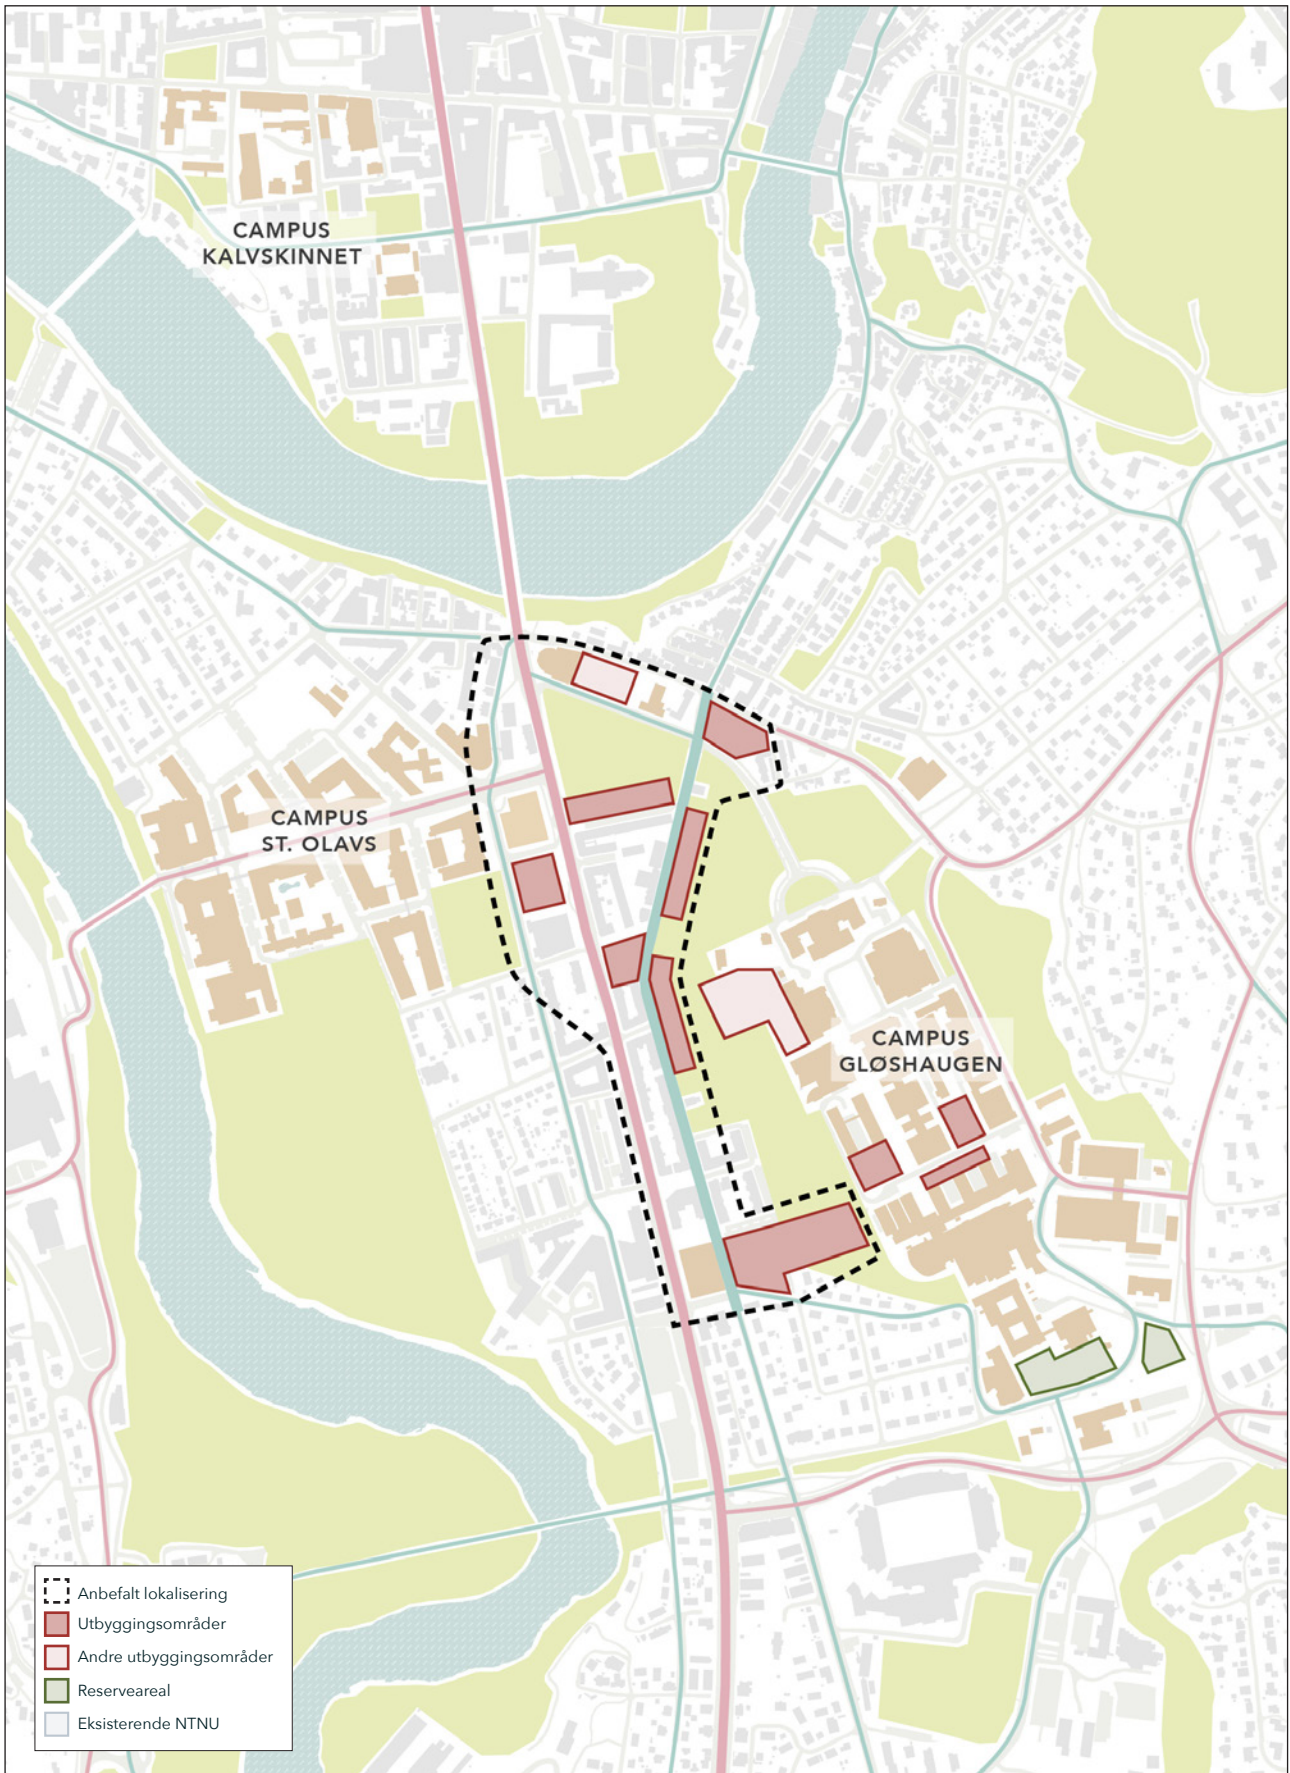 CAMPUS
KALVSKINNET
CAMPUS
ST. OLAVS
CAMPUS
GLØSHAUGEN
Anbefalt lokalisering
Utbyggingsområder
Andre utbyggingsområder
Reserveareal
Eksisterende NTNU